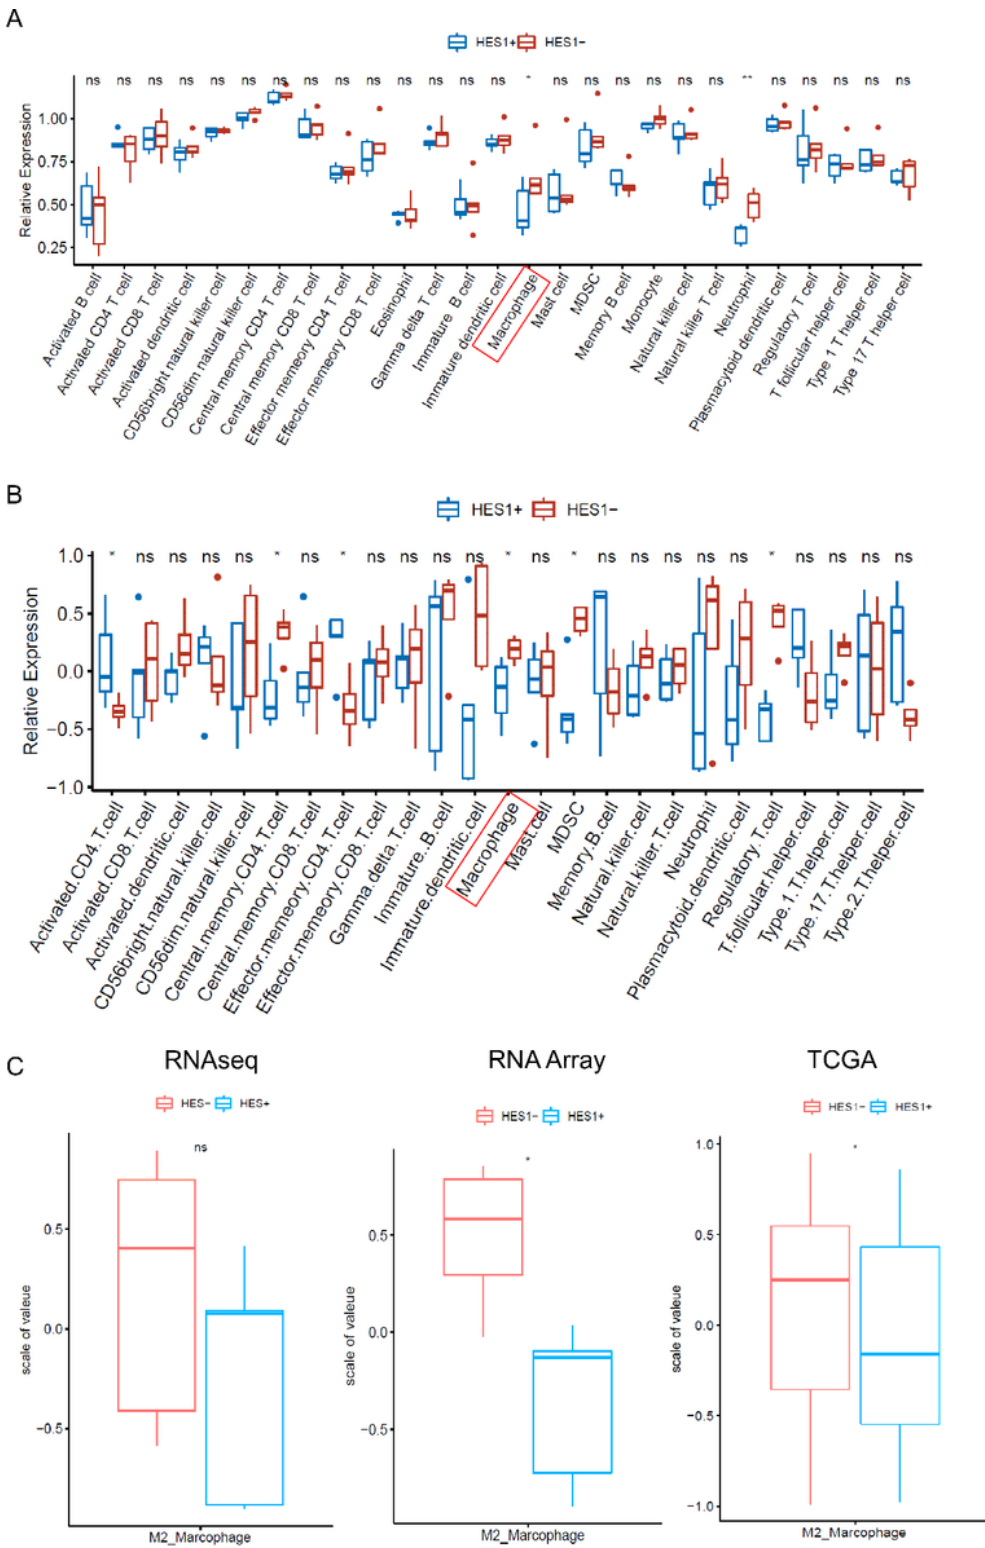 A
HES1+ HES1−
ns ns ns ns ns ns ns ns ns ns ns ns ns ns * ns ns ns ns ns ns ** ns ns ns ns ns
Relative Expression
1.00
0.75
0.50
0.25
Activated B cell
Activated CD4 T cell
Activated CD8 T cell
Activated dendritic cell
CD56bright natural killer cell
CD56dim natural killer cell
Central memory CD4 T cell
Central memory CD8 T cell
Effector memeory CD4 T cell
Effector memeory CD8 T cell
Eosinophil
Gamma delta T cell
Immature B cell
Immature dendritic cell
Macrophage
Mast cell
MDSC
Memory B cell
Monocyte
Natural killer cell
Natural killer T cell
Neutrophil
Plasmacytoid dendritic cell
Regulatory T cell
T follicular helper cell
Type 1 T helper cell
Type 17 T helper cell
B
HES1+ HES1−
* ns ns ns ns * ns * ns ns ns ns * ns * ns ns ns ns ns * ns ns ns ns
Relative Expression
1.0
0.5
0.0
−0.5
−1.0
Activated.CD4.T.cell
Activated.CD8.T.cell
Activated.dendritic.cell
CD56bright.natural.killer.cell
CD56dim.natural.killer.cell
Central.memory.CD4.T.cell
Central.memory.CD8.T.cell
Effector.memeory.CD4.T.cell
Effector.memeory.CD8.T.cell
Gamma.delta.T.cell
Immature..B.cell
Immature.dendritic.cell
Macrophage
Mast.cell
MDSC
Memory.B.cell
Natural.killer.cell
Natural.killer.T.cell
Neutrophil
Plasmacytoid.dendritic.cell
Regulatory.T.cell
T.follicular.helper.cell
Type.1.T.helper.cell
Type.17.T.helper.cell
Type.2.T.helper.cell
C
RNAseq
HES− HES+
ns
scale of valeue
0.5
0.0
−0.5
M2_Marcophage
RNA Array
HES1− HES1+
*
scale of valeue
0.5
0.0
−0.5
M2_Marcophage
TCGA
HES1− HES1+
*
scale of valeue
1.0
0.5
0.0
−0.5
−1.0
M2_Marcophage